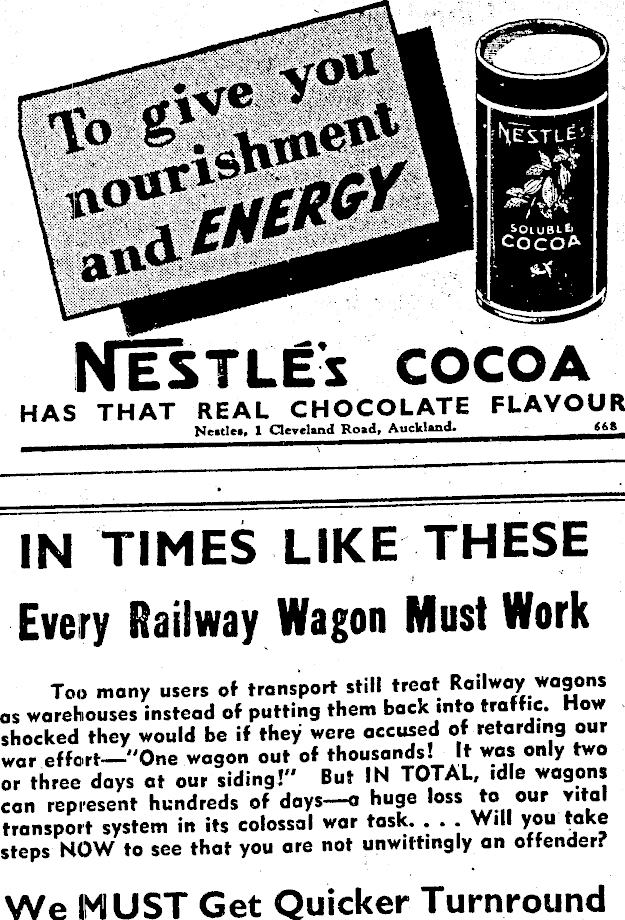 To give you
nourishment
and ENERGY
NESTLÉ'S
SOLUBLE
COCOA
NESTLÉ's COCOA
HAS THAT REAL CHOCOLATE FLAVOUR
Nestles, 1 Cleveland Road, Auckland. 668
IN TIMES LIKE THESE
Every Railway Wagon Must Work
Too many users of transport still treat Railway wagons
as warehouses instead of putting them back into traffic. How
shocked they would be if they were accused of retarding our
war effort—"One wagon out of thousands! It was only two
or three days at our siding!" But IN TOTAL, idle wagons
can represent hundreds of days—a huge loss to our vital
transport system in its colossal war task. . . . Will you take
steps NOW to see that you are not unwittingly an offender?
We MUST Get Quicker Turnround